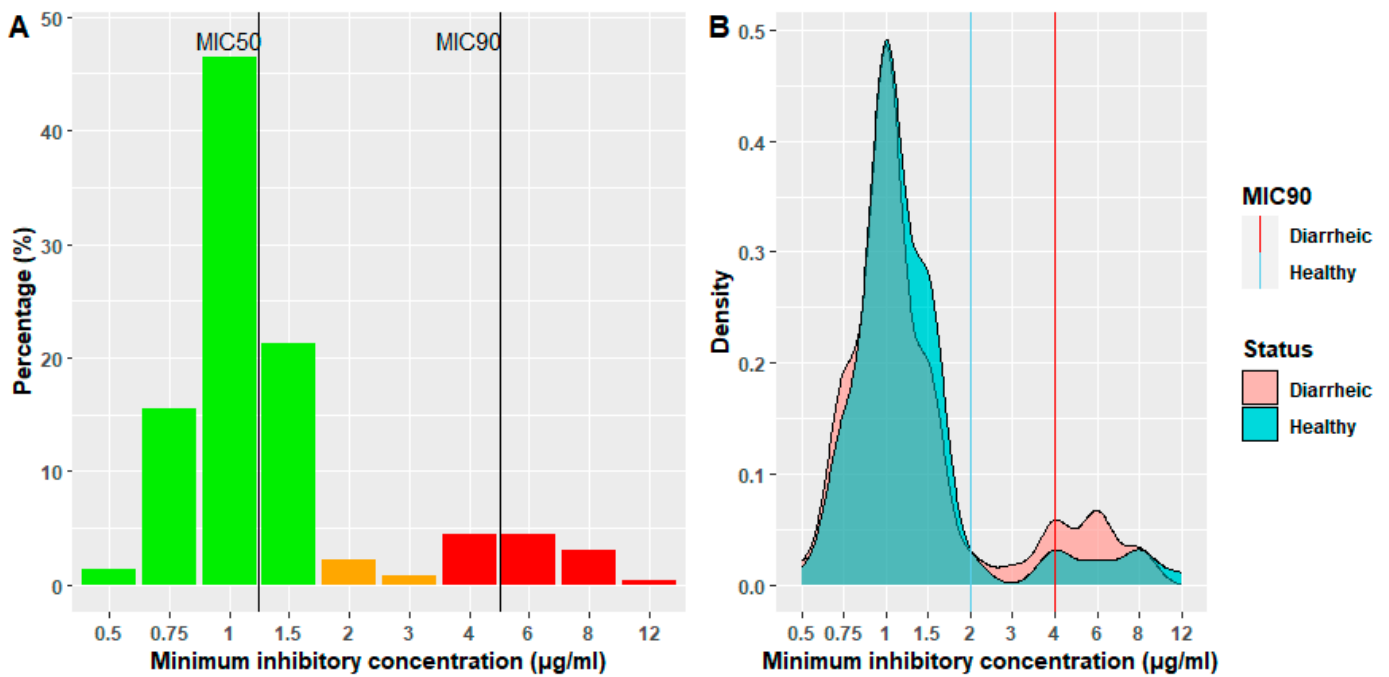 A
MIC50
MIC90
50
40
30
20
10
0
Percentage (%)
0.5 0.75 1 1.5 2 3 4 6 8 12
Minimum inhibitory concentration (µg/ml)
B
0.5
0.4
0.3
0.2
0.1
0.0
Density
0.5 0.75 1 1.5 2 3 4 6 8 12
Minimum inhibitory concentration (µg/ml)
MIC90
Diarrheic
Healthy
Status
Diarrheic
Healthy